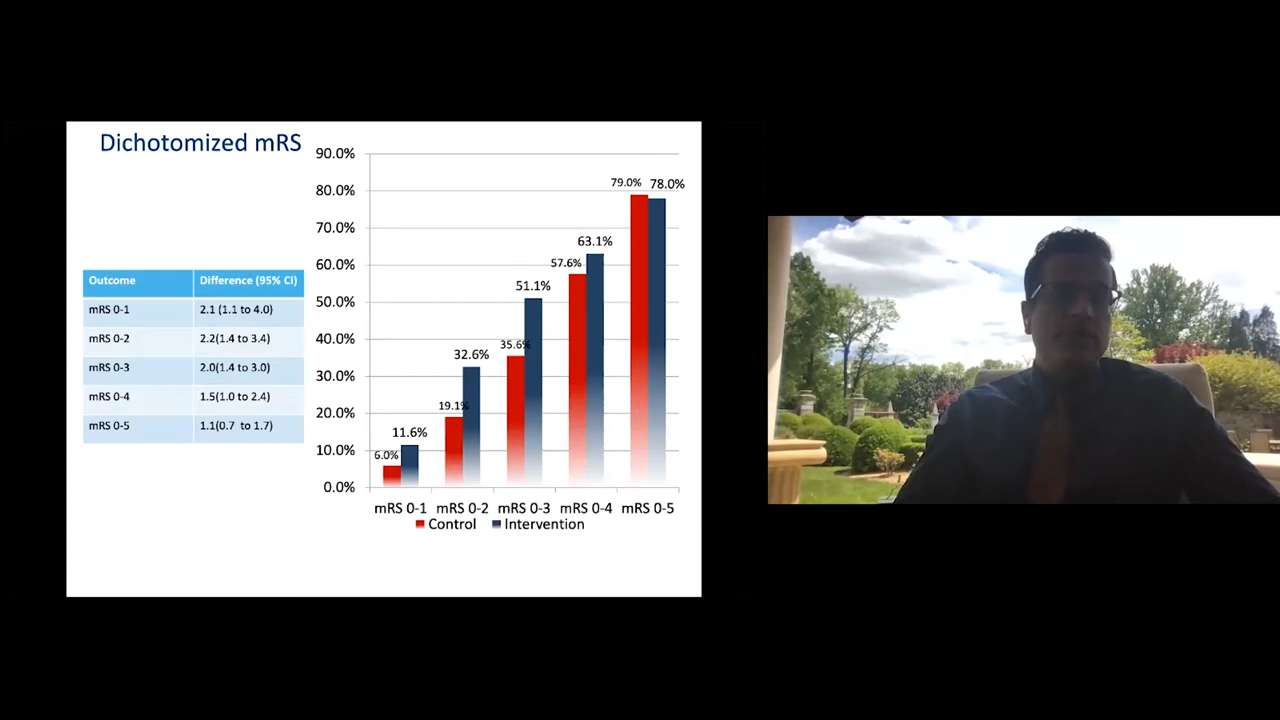 Dichotomized mRS
Outcome Difference (95% CI)
mRS 0-1 2.1 (1.1 to 4.0)
mRS 0-2 2.2(1.4 to 3.4)
mRS 0-3 2.0(1.4 to 3.0)
mRS 0-4 1.5(1.0 to 2.4)
mRS 0-5 1.1(0.7 to 1.7)
90.0%
80.0%
70.0%
60.0%
50.0%
40.0%
30.0%
20.0%
10.0%
0.0%
6.0% 11.6%
19.1% 32.6%
35.6% 51.1%
57.6% 63.1%
79.0% 78.0%
mRS 0-1 mRS 0-2 mRS 0-3 mRS 0-4 mRS 0-5
Control Intervention